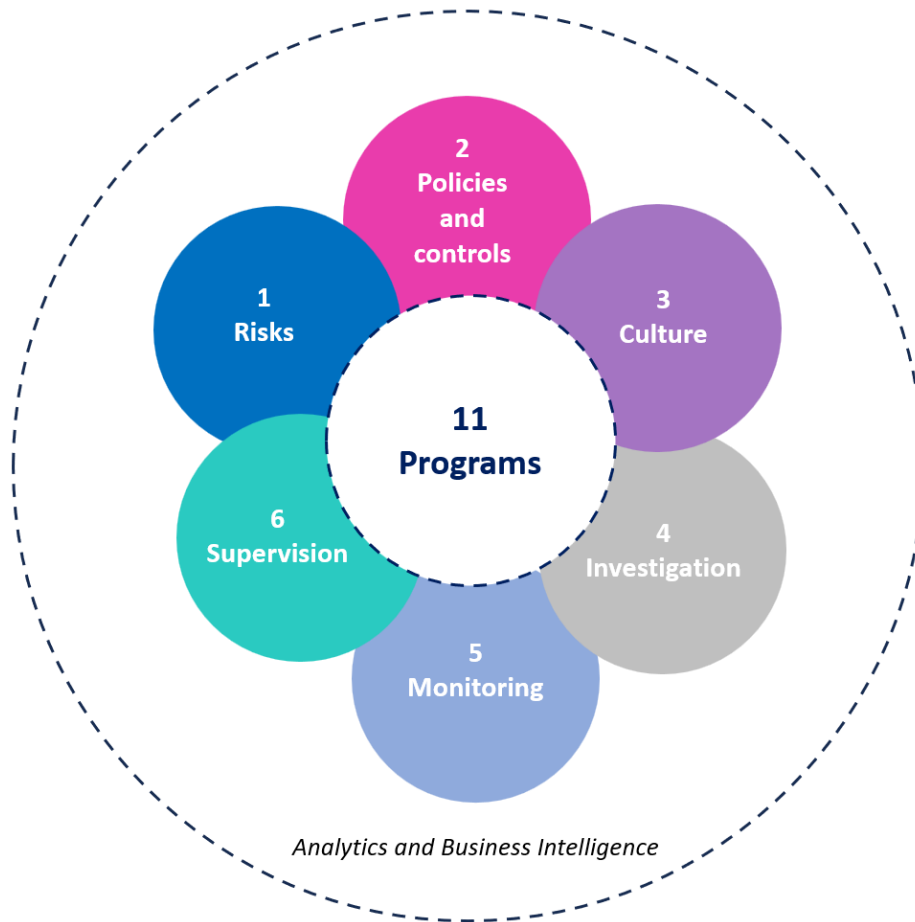 2
Policies
and
controls
1
Risks
3
Culture
11
Programs
6
Supervision
4
Investigation
5
Monitoring
Analytics and Business Intelligence